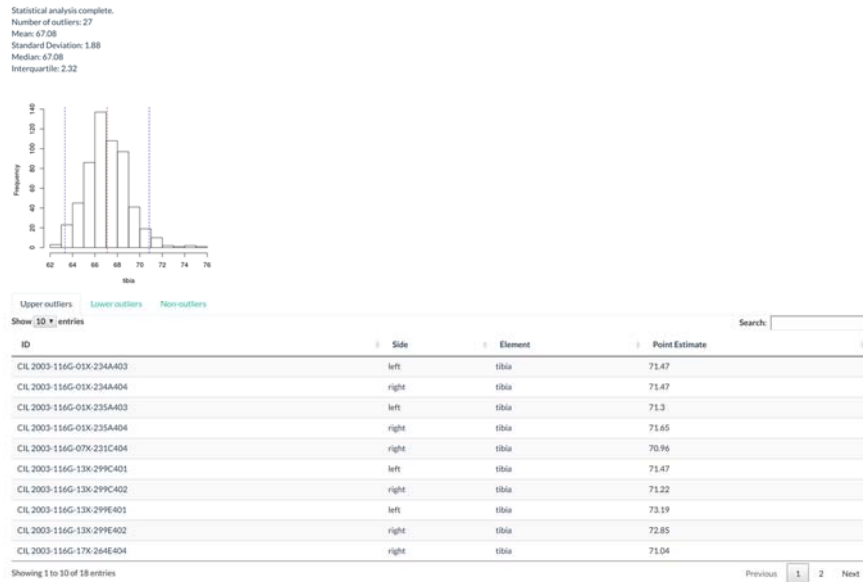 Statistical analysis complete.
Number of outliers: 27
Mean: 67.08
Standard Deviation: 1.88
Median: 67.08
Interquartile: 2.32
140
120
100
80
60
40
20
0
Frequency
62 64 66 68 70 72 74 76
tibia
Upper outliers Lower outliers Non-outliers
Show 10 entries Search:
ID Side Element Point Estimate
CIL 2003-116G-01X-234A403 left tibia 71.47
CIL 2003-116G-01X-234A404 right tibia 71.47
CIL 2003-116G-01X-235A403 left tibia 71.3
CIL 2003-116G-01X-235A404 right tibia 71.65
CIL 2003-116G-07X-231C404 right tibia 70.96
CIL 2003-116G-13X-299C401 left tibia 71.47
CIL 2003-116G-13X-299C402 right tibia 71.22
CIL 2003-116G-13X-299E401 left tibia 73.19
CIL 2003-116G-13X-299E402 right tibia 72.85
CIL 2003-116G-17X-264E404 right tibia 71.04
Showing 1 to 10 of 18 entries Previous 1 2 Next